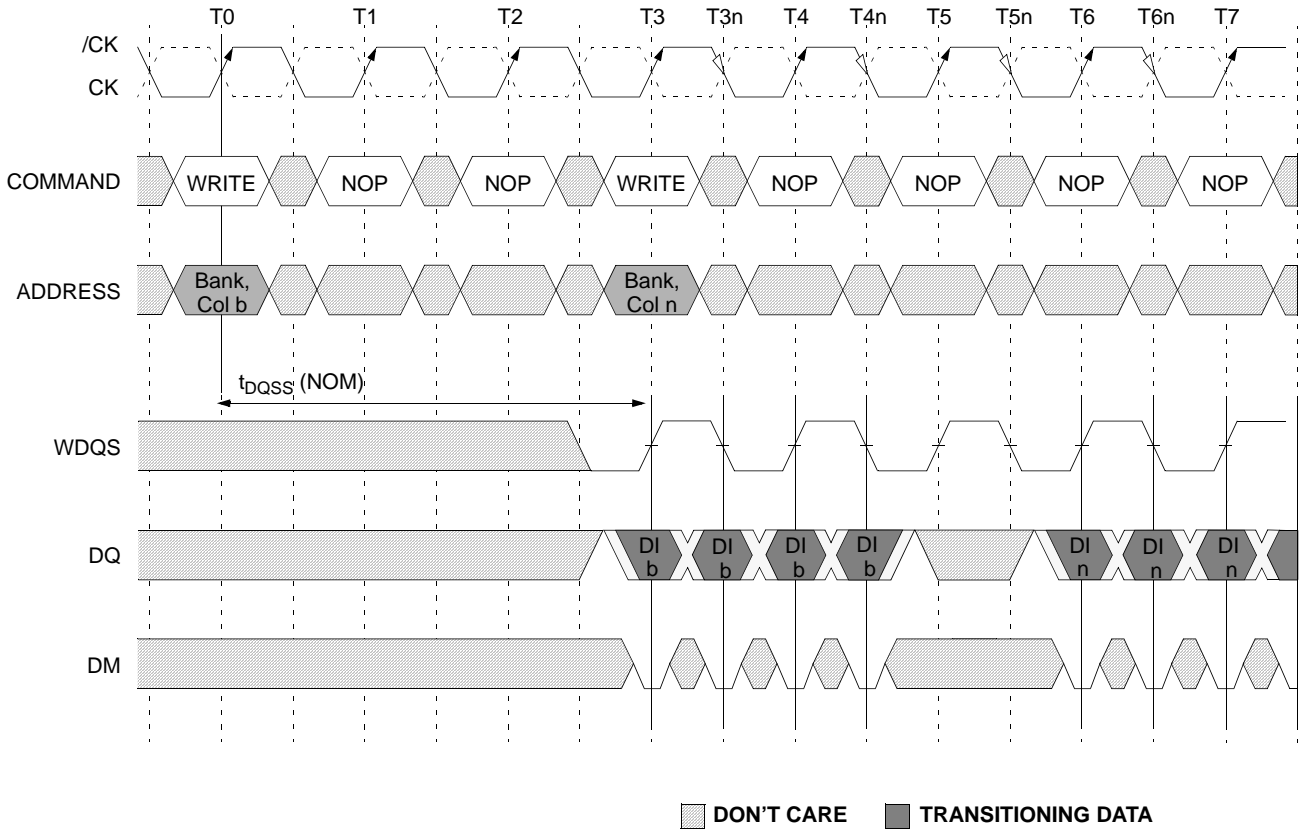 T0 T1 T2 T3 T3n T4 T4n T5 T5n T6 T6n T7
/CK
CK
COMMAND WRITE NOP NOP WRITE NOP NOP NOP NOP
ADDRESS Bank, Col b Bank, Col n
tDQSS (NOM)
WDQS
DQ DI b DI b DI b DI b DI n DI n DI n
DM
DON'T CARE TRANSITIONING DATA